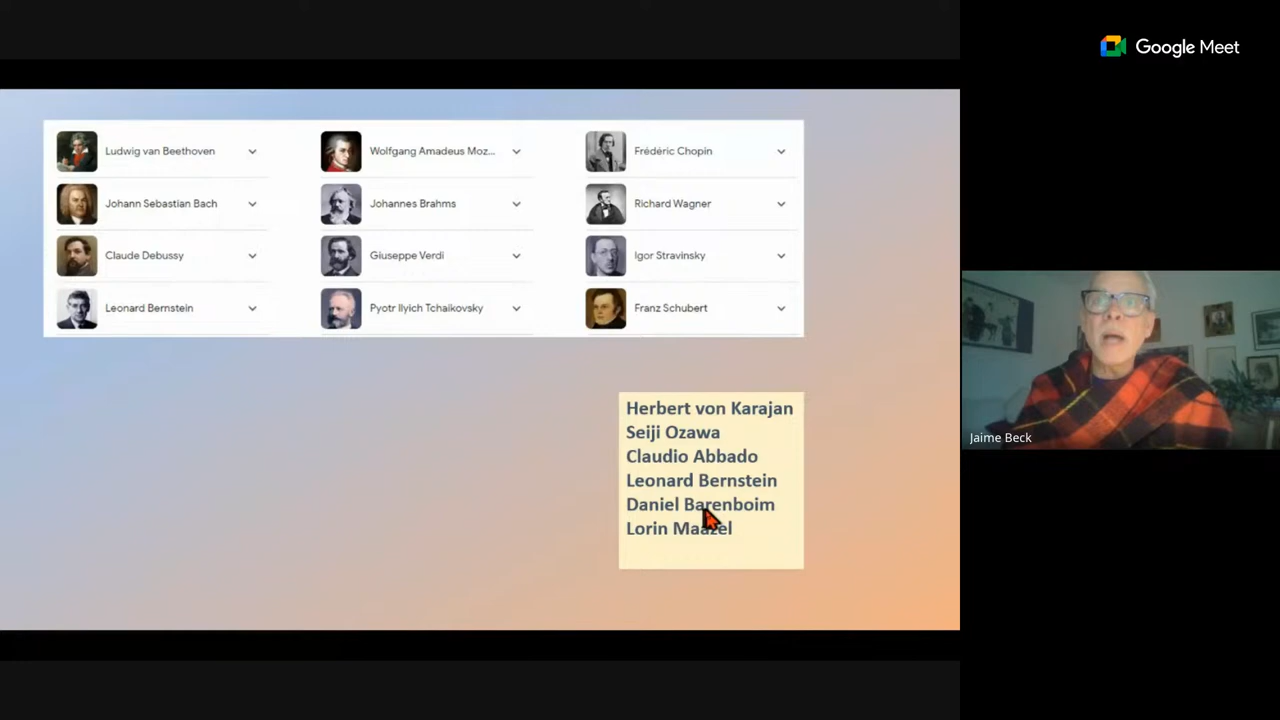 Google Meet
Ludwig van Beethoven
Wolfgang Amadeus Moz...
Frédéric Chopin
Johann Sebastian Bach
Johannes Brahms
Richard Wagner
Claude Debussy
Giuseppe Verdi
Igor Stravinsky
Leonard Bernstein
Pyotr Ilyich Tchaikovsky
Franz Schubert
Herbert von Karajan
Seiji Ozawa
Claudio Abbado
Leonard Bernstein
Daniel Barenboim
Lorin Maazel
Jaime Beck